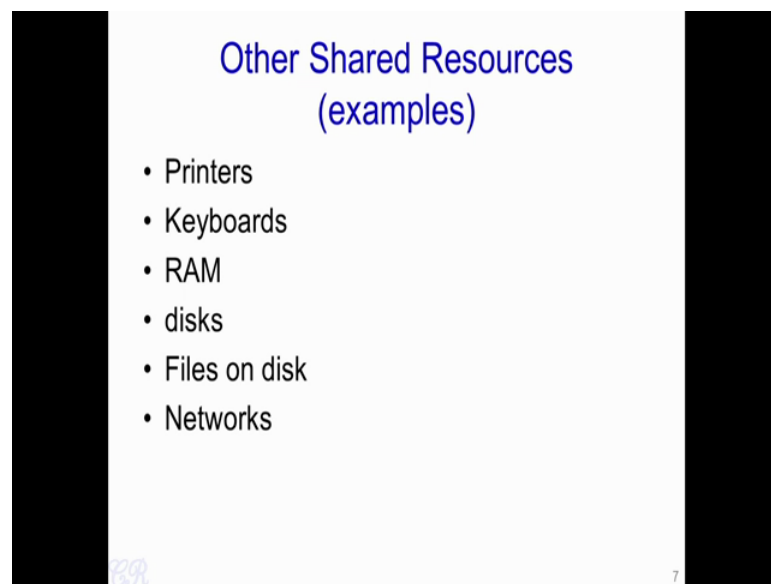 Other Shared Resources
(examples)
• Printers
• Keyboards
• RAM
• disks
• Files on disk
• Networks
7